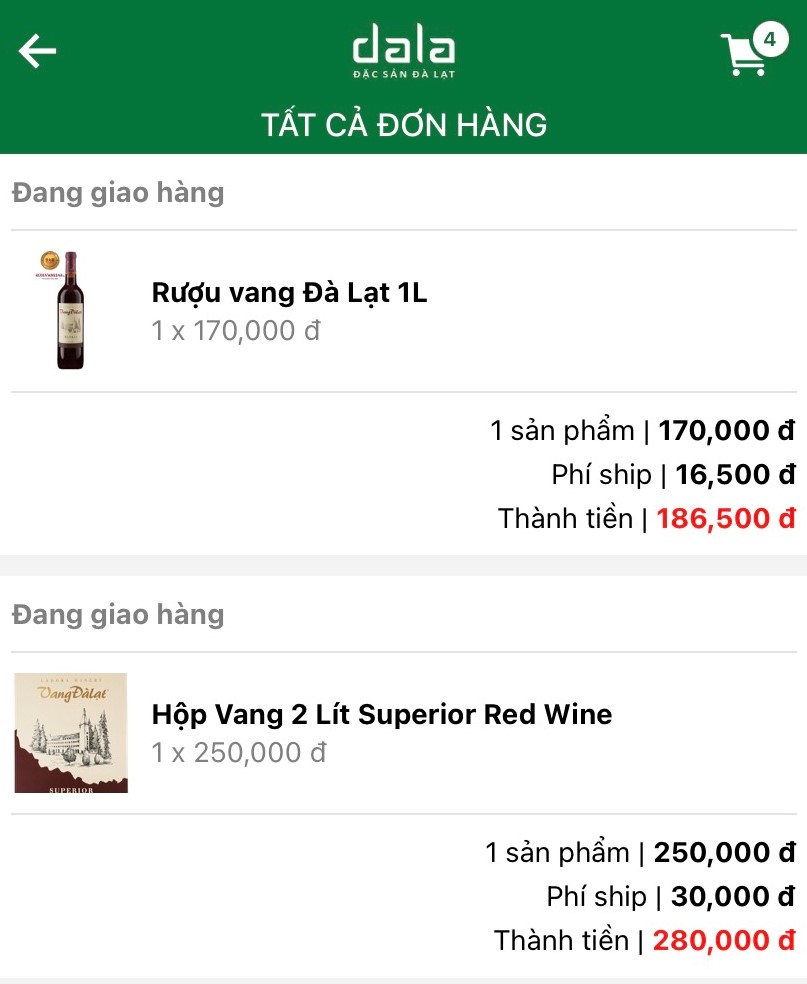 dala
ĐẶC SẢN ĐÀ LẠT
4
TẤT CẢ ĐƠN HÀNG
Đang giao hàng
Rượu vang Đà Lạt 1L
1 x 170,000 đ
1 sản phẩm | 170,000 đ
Phí ship | 16,500 đ
Thành tiền | 186,500 đ
Đang giao hàng
VangĐàlạt
SUPERIOR
Hộp Vang 2 Lít Superior Red Wine
1 x 250,000 đ
1 sản phẩm | 250,000 đ
Phí ship | 30,000 đ
Thành tiền | 280,000 đ